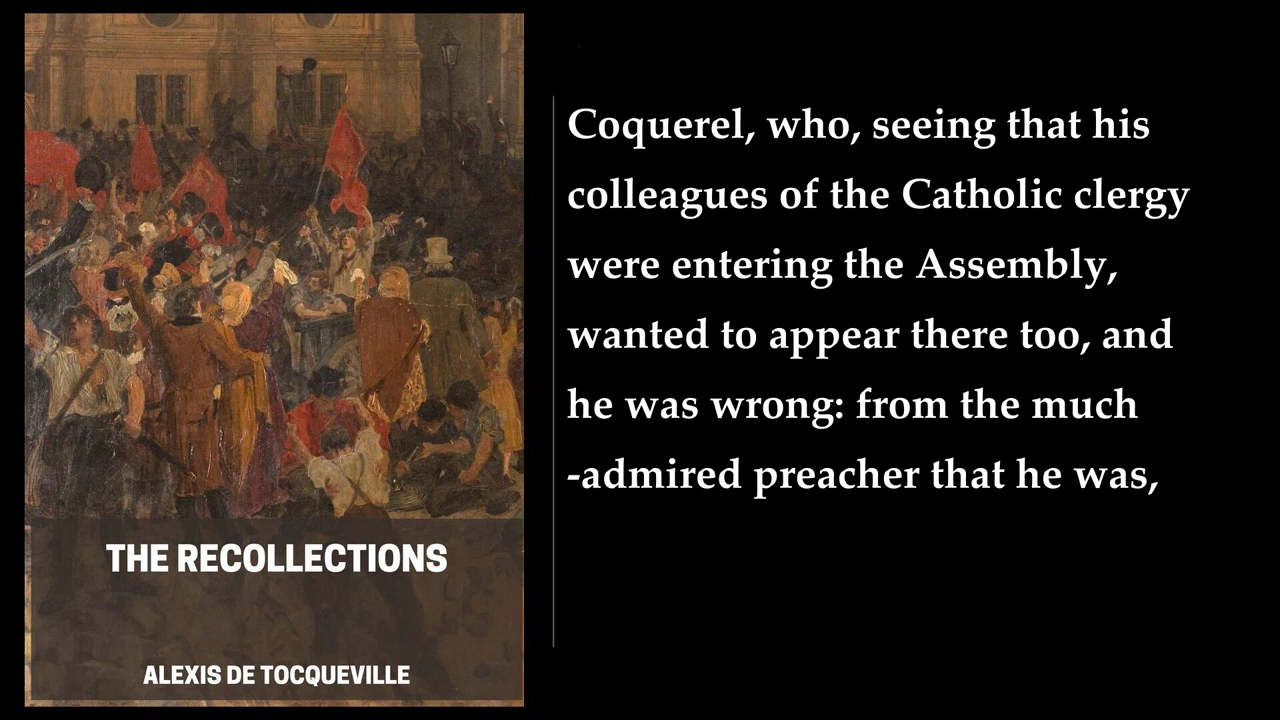 THE RECOLLECTIONS
ALEXIS DE TOCQUEVILLE
Coquerel, who, seeing that his
colleagues of the Catholic clergy
were entering the Assembly,
wanted to appear there too, and
he was wrong: from the much
-admired preacher that he was,